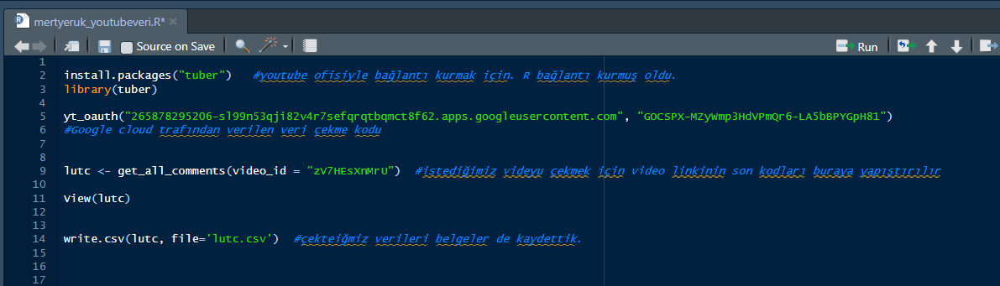 mertyeruk_youtubeveri.R*
Source on Save
Run
1
2 install.packages("tuber") #youtube ofisiyle bağlantı kurmak için. R bağlantı kurmuş oldu.
3 library(tuber)
4
5 yt_oauth("265878295206-sl99n53qji82v4r7sefqrqtbqmct8f62.apps.googleusercontent.com", "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")
6 #Google cloud trafından verilen veri çekme kodu
7
8
9 lutc <- get_all_comments(video_id = "zV7HEsXnMrU") #istediğimiz videyu çekmek için video linkinin son kodları buraya yapıştırılır
10
11 View(lutc)
12
13
14 write.csv(lutc, file='lutc.csv') #çekteiğmiz verileri belgeler de kaydettik.
15
16
17